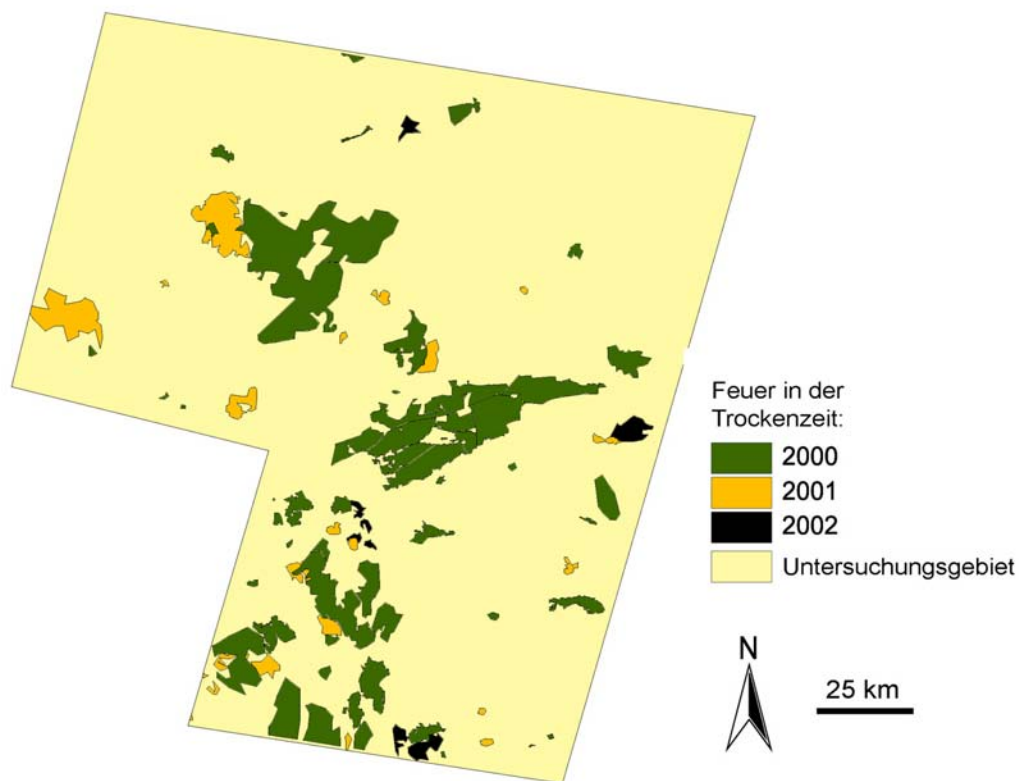 Feuer in der
Trockenzeit:
2000
2001
2002
Untersuchungsgebiet
N
25 km